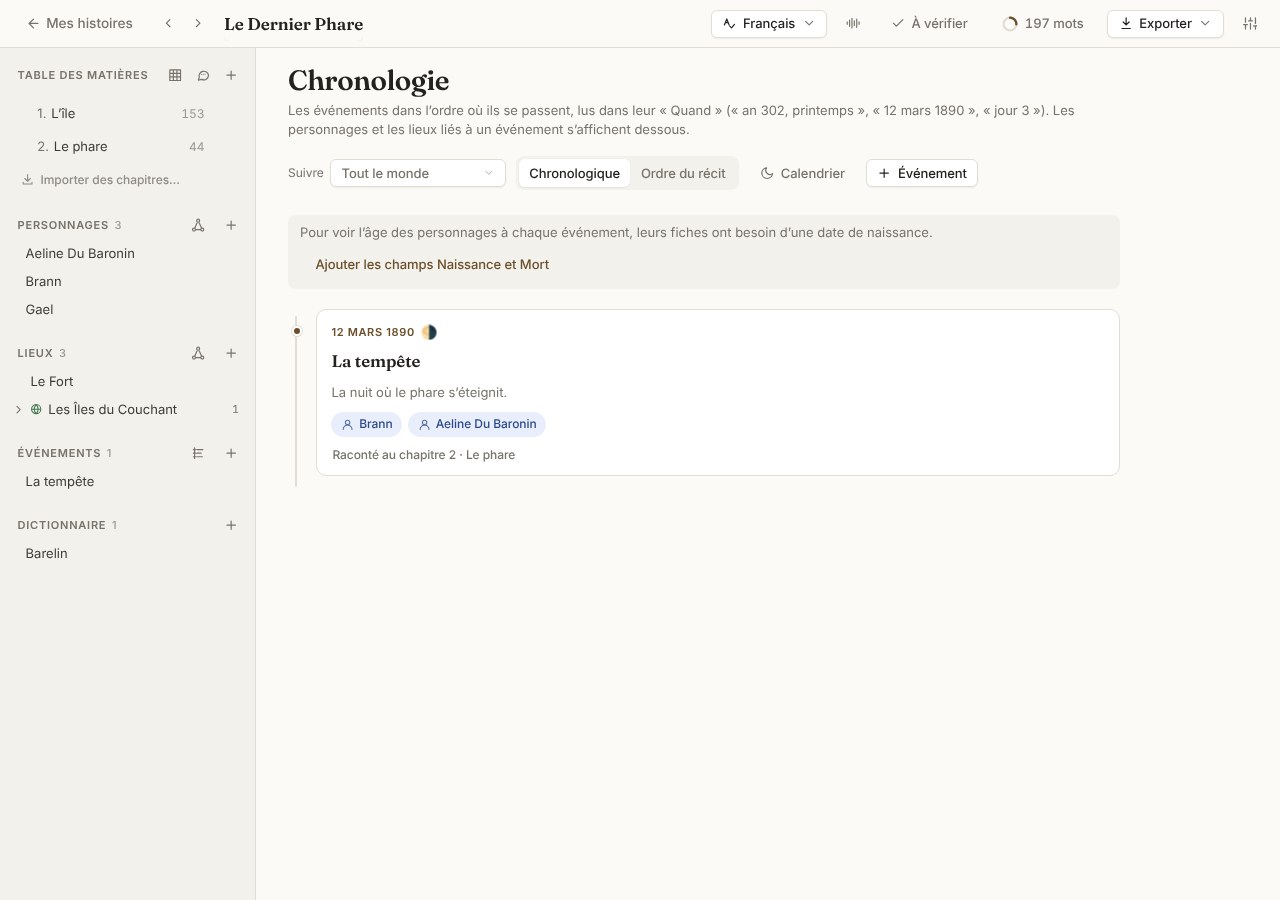 Mes histoires
Le Dernier Phare
Français
À vérifier
197 mots
Exporter
TABLE DES MATIÈRES
1. L’île 153
2. Le phare 44
Importer des chapitres…
PERSONNAGES 3
Aeline Du Baronin
Brann
Gael
LIEUX 3
Le Fort
Les Îles du Couchant 1
ÉVÉNEMENTS 1
La tempête
DICTIONNAIRE 1
Barelin
Chronologie
Les événements dans l’ordre où ils se passent, lus dans leur « Quand » (« an 302, printemps », « 12 mars 1890 », « jour 3 »). Les
personnages et les lieux liés à un événement s’affichent dessous.
Suivre Tout le monde Chronologique Ordre du récit Calendrier Événement
Pour voir l’âge des personnages à chaque événement, leurs fiches ont besoin d’une date de naissance.
Ajouter les champs Naissance et Mort
12 MARS 1890
La tempête
La nuit où le phare s’éteignit.
Brann Aeline Du Baronin
Raconté au chapitre 2 · Le phare